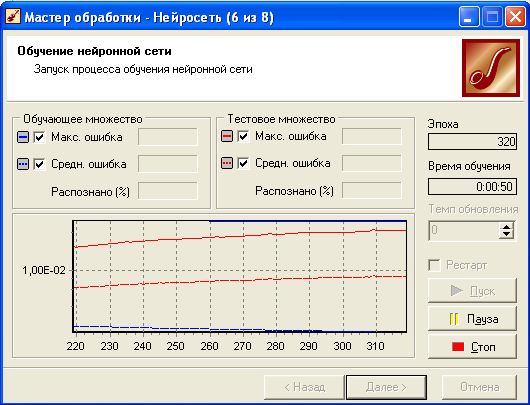 Мастер обработки - Нейросеть (6 из 8)
Обучение нейронной сети
Запуск процесса обучения нейронной сети
Обучающее множество
Макс. ошибка
Средн. ошибка
Распознано (%)
Тестовое множество
Макс. ошибка
Средн. ошибка
Распознано (%)
Эпоха
320
Время обучения
0:00:50
Темп обновления
0
Рестарт
Пуск
Пауза
Стоп
1,00E-02
220 230 240 250 260 270 280 290 300 310
< Назад Далее > Отмена